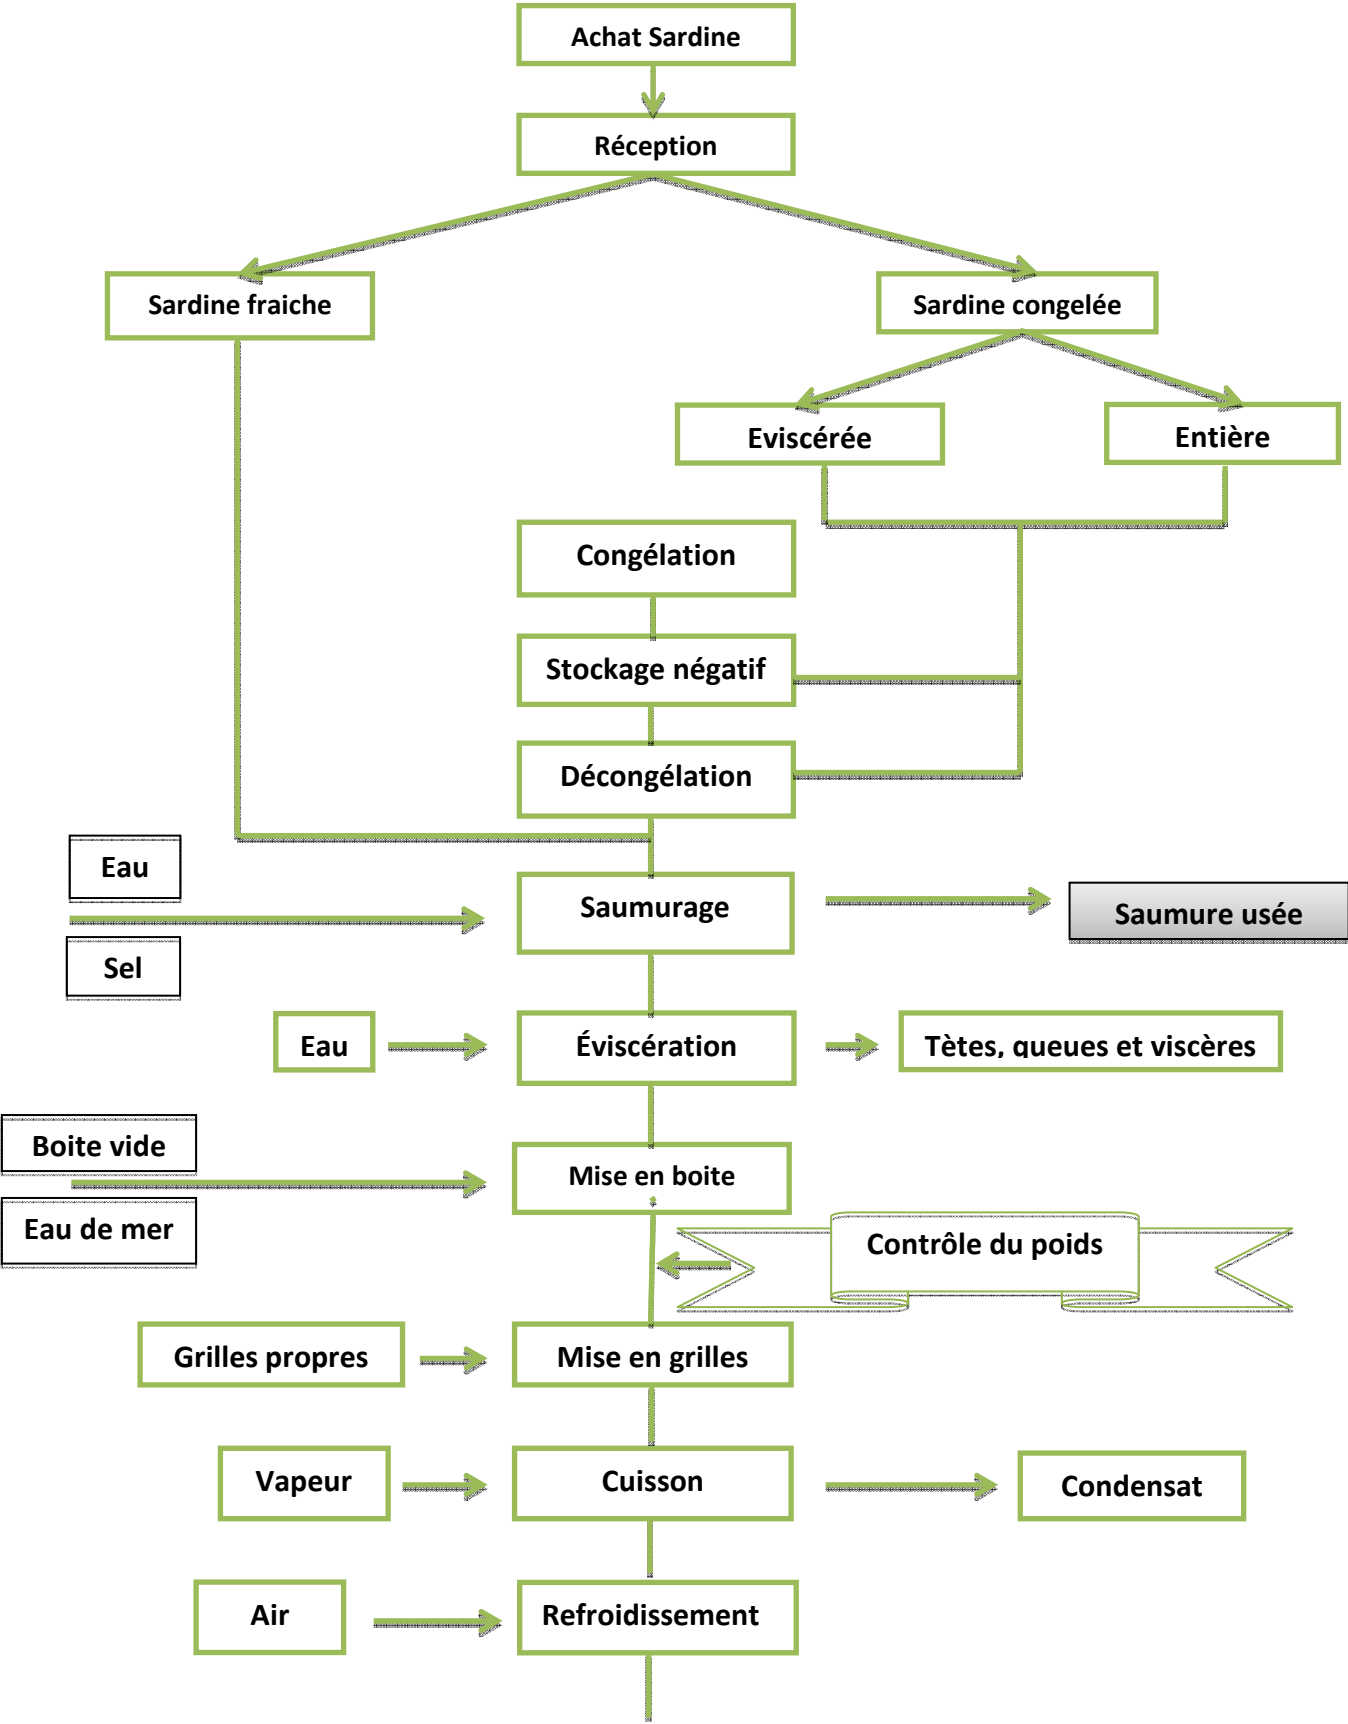 Achat Sardine
Réception
Sardine fraiche
Sardine congelée
Eviscérée
Entière
Congélation
Stockage négatif
Décongélation
Eau
Sel
Saumurage
Saumure usée
Eau
Éviscération
Tètes, queues et viscères
Boite vide
Eau de mer
Mise en boite
Contrôle du poids
Grilles propres
Mise en grilles
Vapeur
Cuisson
Condensat
Air
Refroidissement